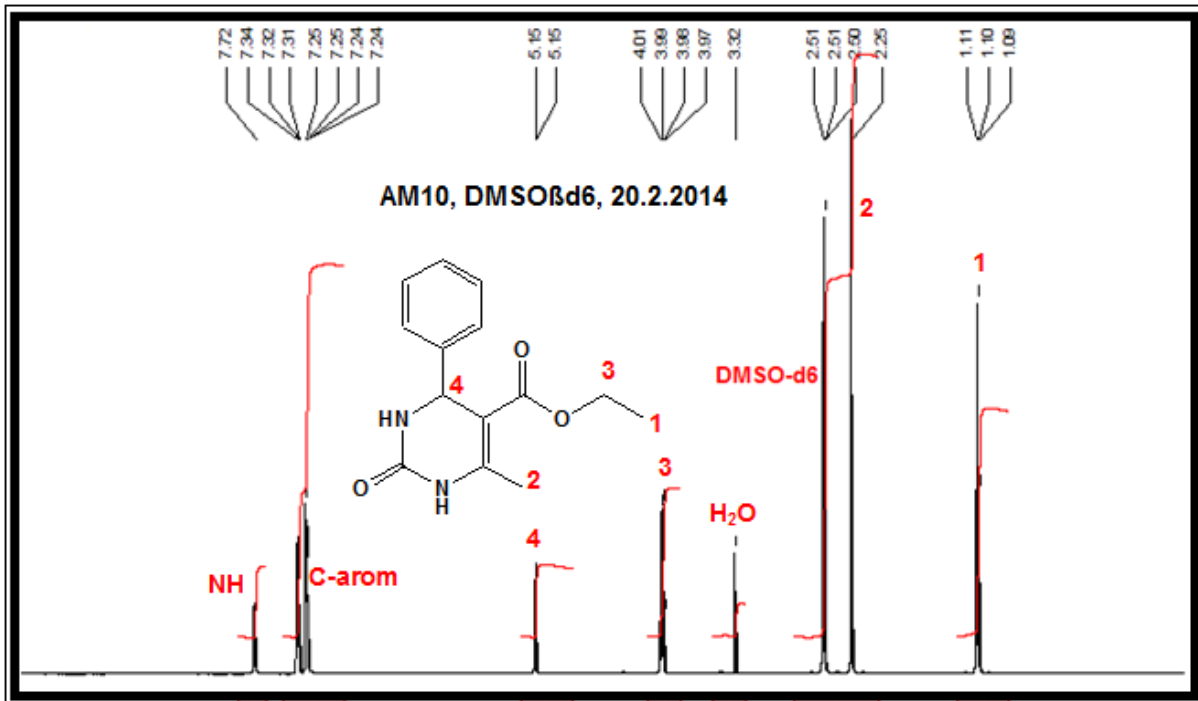 7.72 7.34 7.32 7.31 7.25 7.25 7.24 7.24 5.15 5.15 4.01 3.99 3.98 3.97 3.32 2.51 2.51 2.50 2.25 1.11 1.10 1.09
AM10, DMSOßd6, 20.2.2014
2
1
O
3
DMSO-d6
4
HN
O
1
O
N
H
2
3
H₂O
4
NH
C-arom